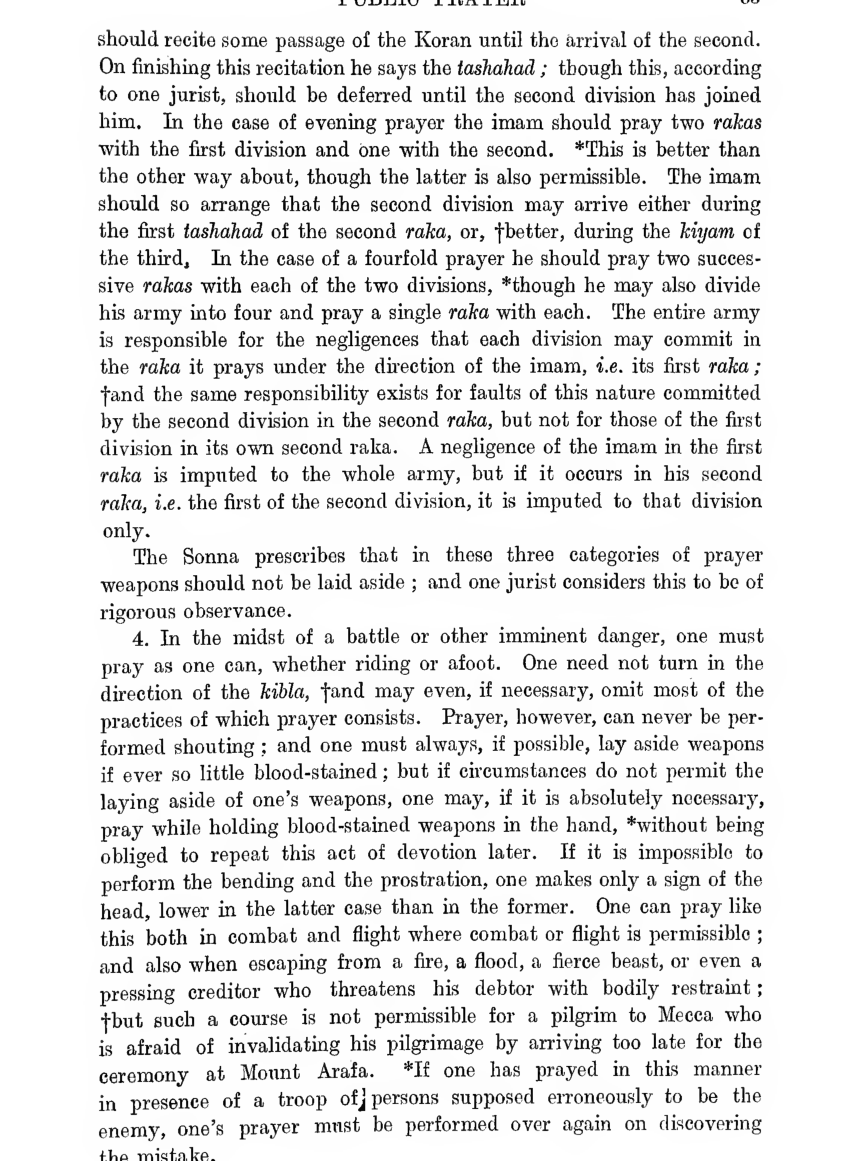 PUBLIC PRAYER
should recite some passage of the Koran until the arrival of the second.
On finishing this recitation he says the tashahad ; though this, according
to one jurist, should be deferred until the second division has joined
him. In the case of evening prayer the imam should pray two rakas
with the first division and one with the second. *This is better than
the other way about, though the latter is also permissible. The imam
should so arrange that the second division may arrive either during
the first tashahad of the second raka, or, †better, during the kiyam of
the third. In the case of a fourfold prayer he should pray two succes-
sive rakas with each of the two divisions, *though he may also divide
his army into four and pray a single raka with each. The entire army
is responsible for the negligences that each division may commit in
the raka it prays under the direction of the imam, i.e. its first raka ;
†and the same responsibility exists for faults of this nature committed
by the second division in the second raka, but not for those of the first
division in its own second raka. A negligence of the imam in the first
raka is imputed to the whole army, but if it occurs in his second
raka, i.e. the first of the second division, it is imputed to that division
only.
The Sonna prescribes that in these three categories of prayer
weapons should not be laid aside ; and one jurist considers this to be of
rigorous observance.
4. In the midst of a battle or other imminent danger, one must
pray as one can, whether riding or afoot. One need not turn in the
direction of the kibla, †and may even, if necessary, omit most of the
practices of which prayer consists. Prayer, however, can never be per-
formed shouting ; and one must always, if possible, lay aside weapons
if ever so little blood-stained ; but if circumstances do not permit the
laying aside of one's weapons, one may, if it is absolutely necessary,
pray while holding blood-stained weapons in the hand, *without being
obliged to repeat this act of devotion later. If it is impossible to
perform the bending and the prostration, one makes only a sign of the
head, lower in the latter case than in the former. One can pray like
this both in combat and flight where combat or flight is permissible ;
and also when escaping from a fire, a flood, a fierce beast, or even a
pressing creditor who threatens his debtor with bodily restraint ;
†but such a course is not permissible for a pilgrim to Mecca who
is afraid of invalidating his pilgrimage by arriving too late for the
ceremony at Mount Arafa. *If one has prayed in this manner
in presence of a troop of persons supposed erroneously to be the
enemy, one's prayer must be performed over again on discovering
the mistake.